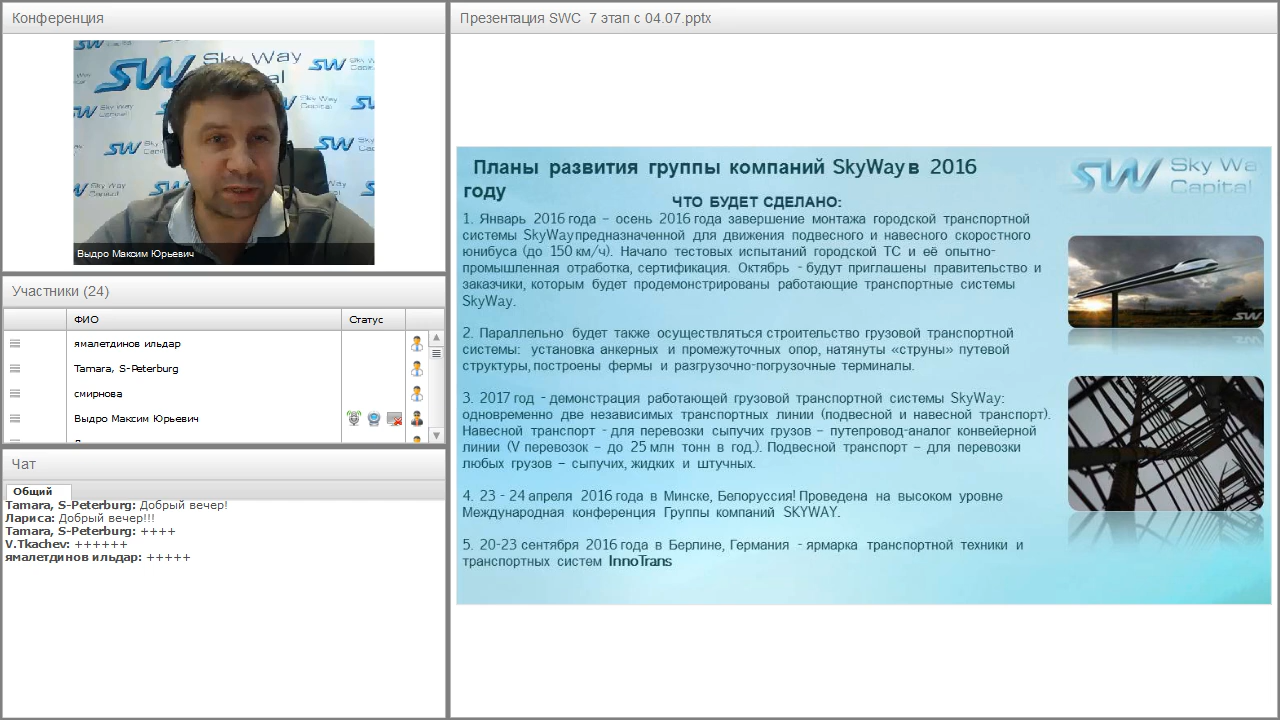 Конференция
Sky Way
Capital
SW
Выдро Максим Юрьевич
Участники (24)
ФИО
Статус
ямалетдинов ильдар
Tamara, S-Peterburg
смирнова
Выдро Максим Юрьевич
Чат
Общий
Tamara, S-Peterburg: Добрый вечер!
Лариса: Добрый вечер!!!
Tamara, S-Peterburg: ++++
V.Tkachev: ++++++
ямалетдинов ильдар: +++++
Презентация SWC 7 этап с 04.07.pptx
Планы развития группы компаний SkyWay в 2016
году
SW Sky Wa
Capital
ЧТО БУДЕТ СДЕЛАНО:
1. Январь 2016 года – осень 2016 года завершение монтажа городской транспортной
системы SkyWay предназначенной для движения подвесного и навесного скоростного
юнибуса (до 150 км/ч). Начало тестовых испытаний городской ТС и её опытно-
промышленная отработка, сертификация. Октябрь - будут приглашены правительство и
заказчики, которым будет продемонстрированы работающие транспортные системы
SkyWay.
2. Параллельно будет также осуществляться строительство грузовой транспортной
системы: установка анкерных и промежуточных опор, натянуты «струны» путевой
структуры, построены фермы и разгрузочно-погрузочные терминалы.
3. 2017 год - демонстрация работающей грузовой транспортной системы SkyWay:
одновременно две независимых транспортных линии (подвесной и навесной транспорт).
Навесной транспорт - для перевозки сыпучих грузов – путепровод-аналог конвейерной
линии (V перевозок – до 25 млн тонн в год.). Подвесной транспорт – для перевозки
любых грузов – сыпучих, жидких и штучных.
4. 23 - 24 апреля 2016 года в Минске, Белоруссия! Проведена на высоком уровне
Международная конференция Группы компаний SKYWAY.
5. 20-23 сентября 2016 года в Берлине, Германия - ярмарка транспортной техники и
транспортных систем InnoTrans
SW